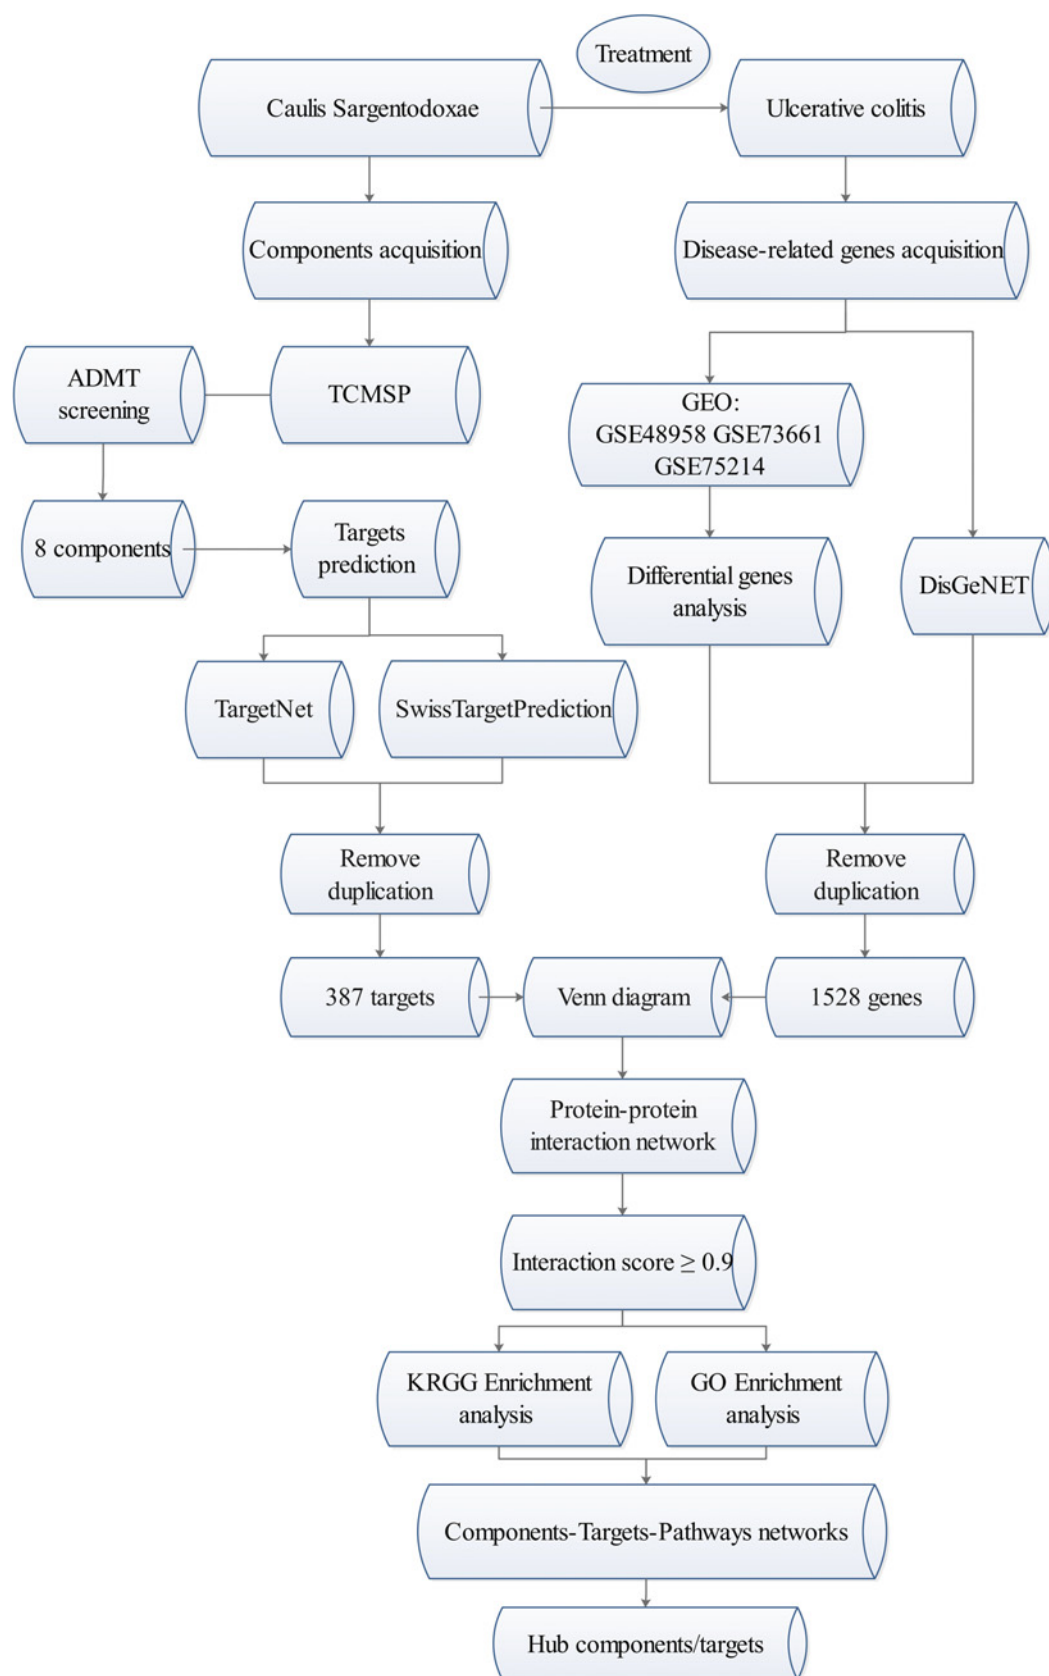 Treatment
Caulis Sargentodoxae
Ulcerative colitis
Components acquisition
Disease-related genes acquisition
ADMT
screening
TCMSP
GEO:
GSE48958 GSE73661
GSE75214
8 components
Targets
prediction
Differential genes
analysis
DisGeNET
TargetNet
SwissTargetPrediction
Remove
duplication
Remove
duplication
387 targets
Venn diagram
1528 genes
Protein-protein
interaction network
Interaction score ≥ 0.9
KRGG Enrichment
analysis
GO Enrichment
analysis
Components-Targets-Pathways networks
Hub components/targets